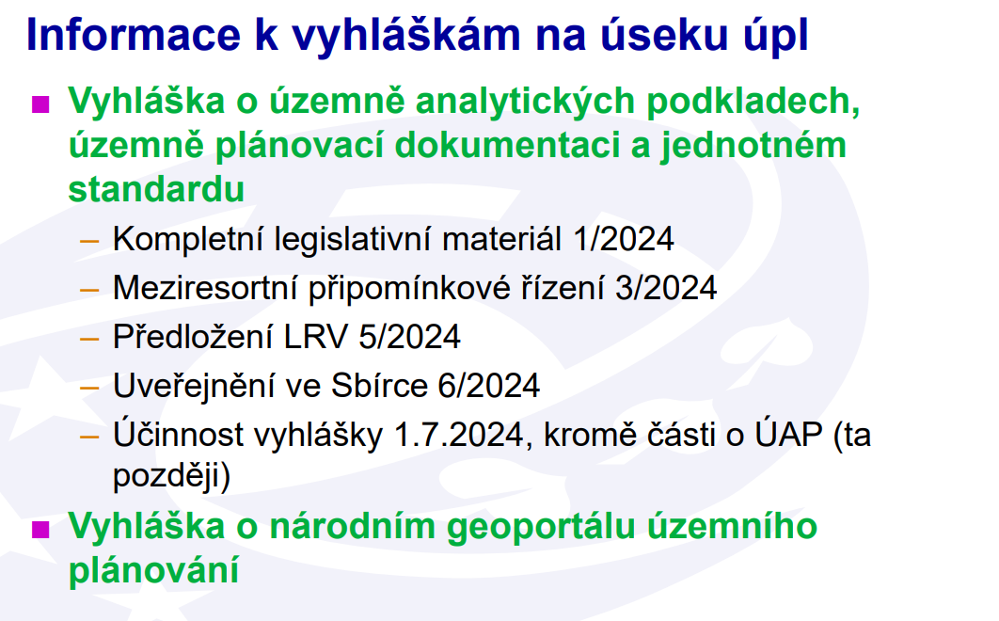 Informace k vyhláškám na úseku úpl
Vyhláška o územně analytických podkladech,
územně plánovací dokumentaci a jednotném
standardu
– Kompletní legislativní materiál 1/2024
– Meziresortní připomínkové řízení 3/2024
– Předložení LRV 5/2024
– Uveřejnění ve Sbírce 6/2024
– Účinnost vyhlášky 1.7.2024, kromě části o ÚAP (ta
později)
Vyhláška o národním geoportálu územního
plánování